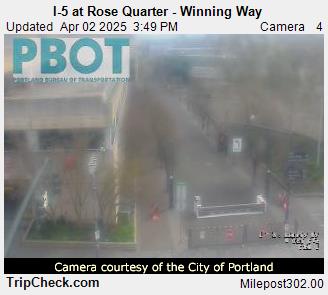 I-5 at Rose Quarter - Winning Way
Updated Apr 02 2025 3:49 PM Camera 4
PBOT
PORTLAND BUREAU OF TRANSPORTATION
Camera courtesy of the City of Portland
TripCheck.com Milepost302.00